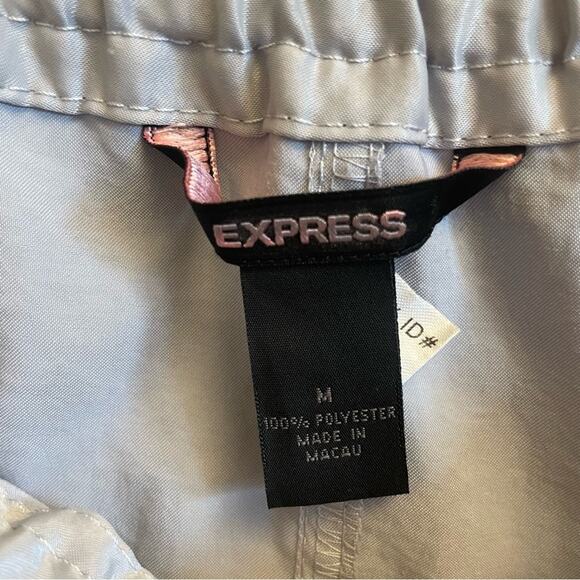 EXPRESS
ID#
M
100% POLYESTER
MADE IN
MACAU